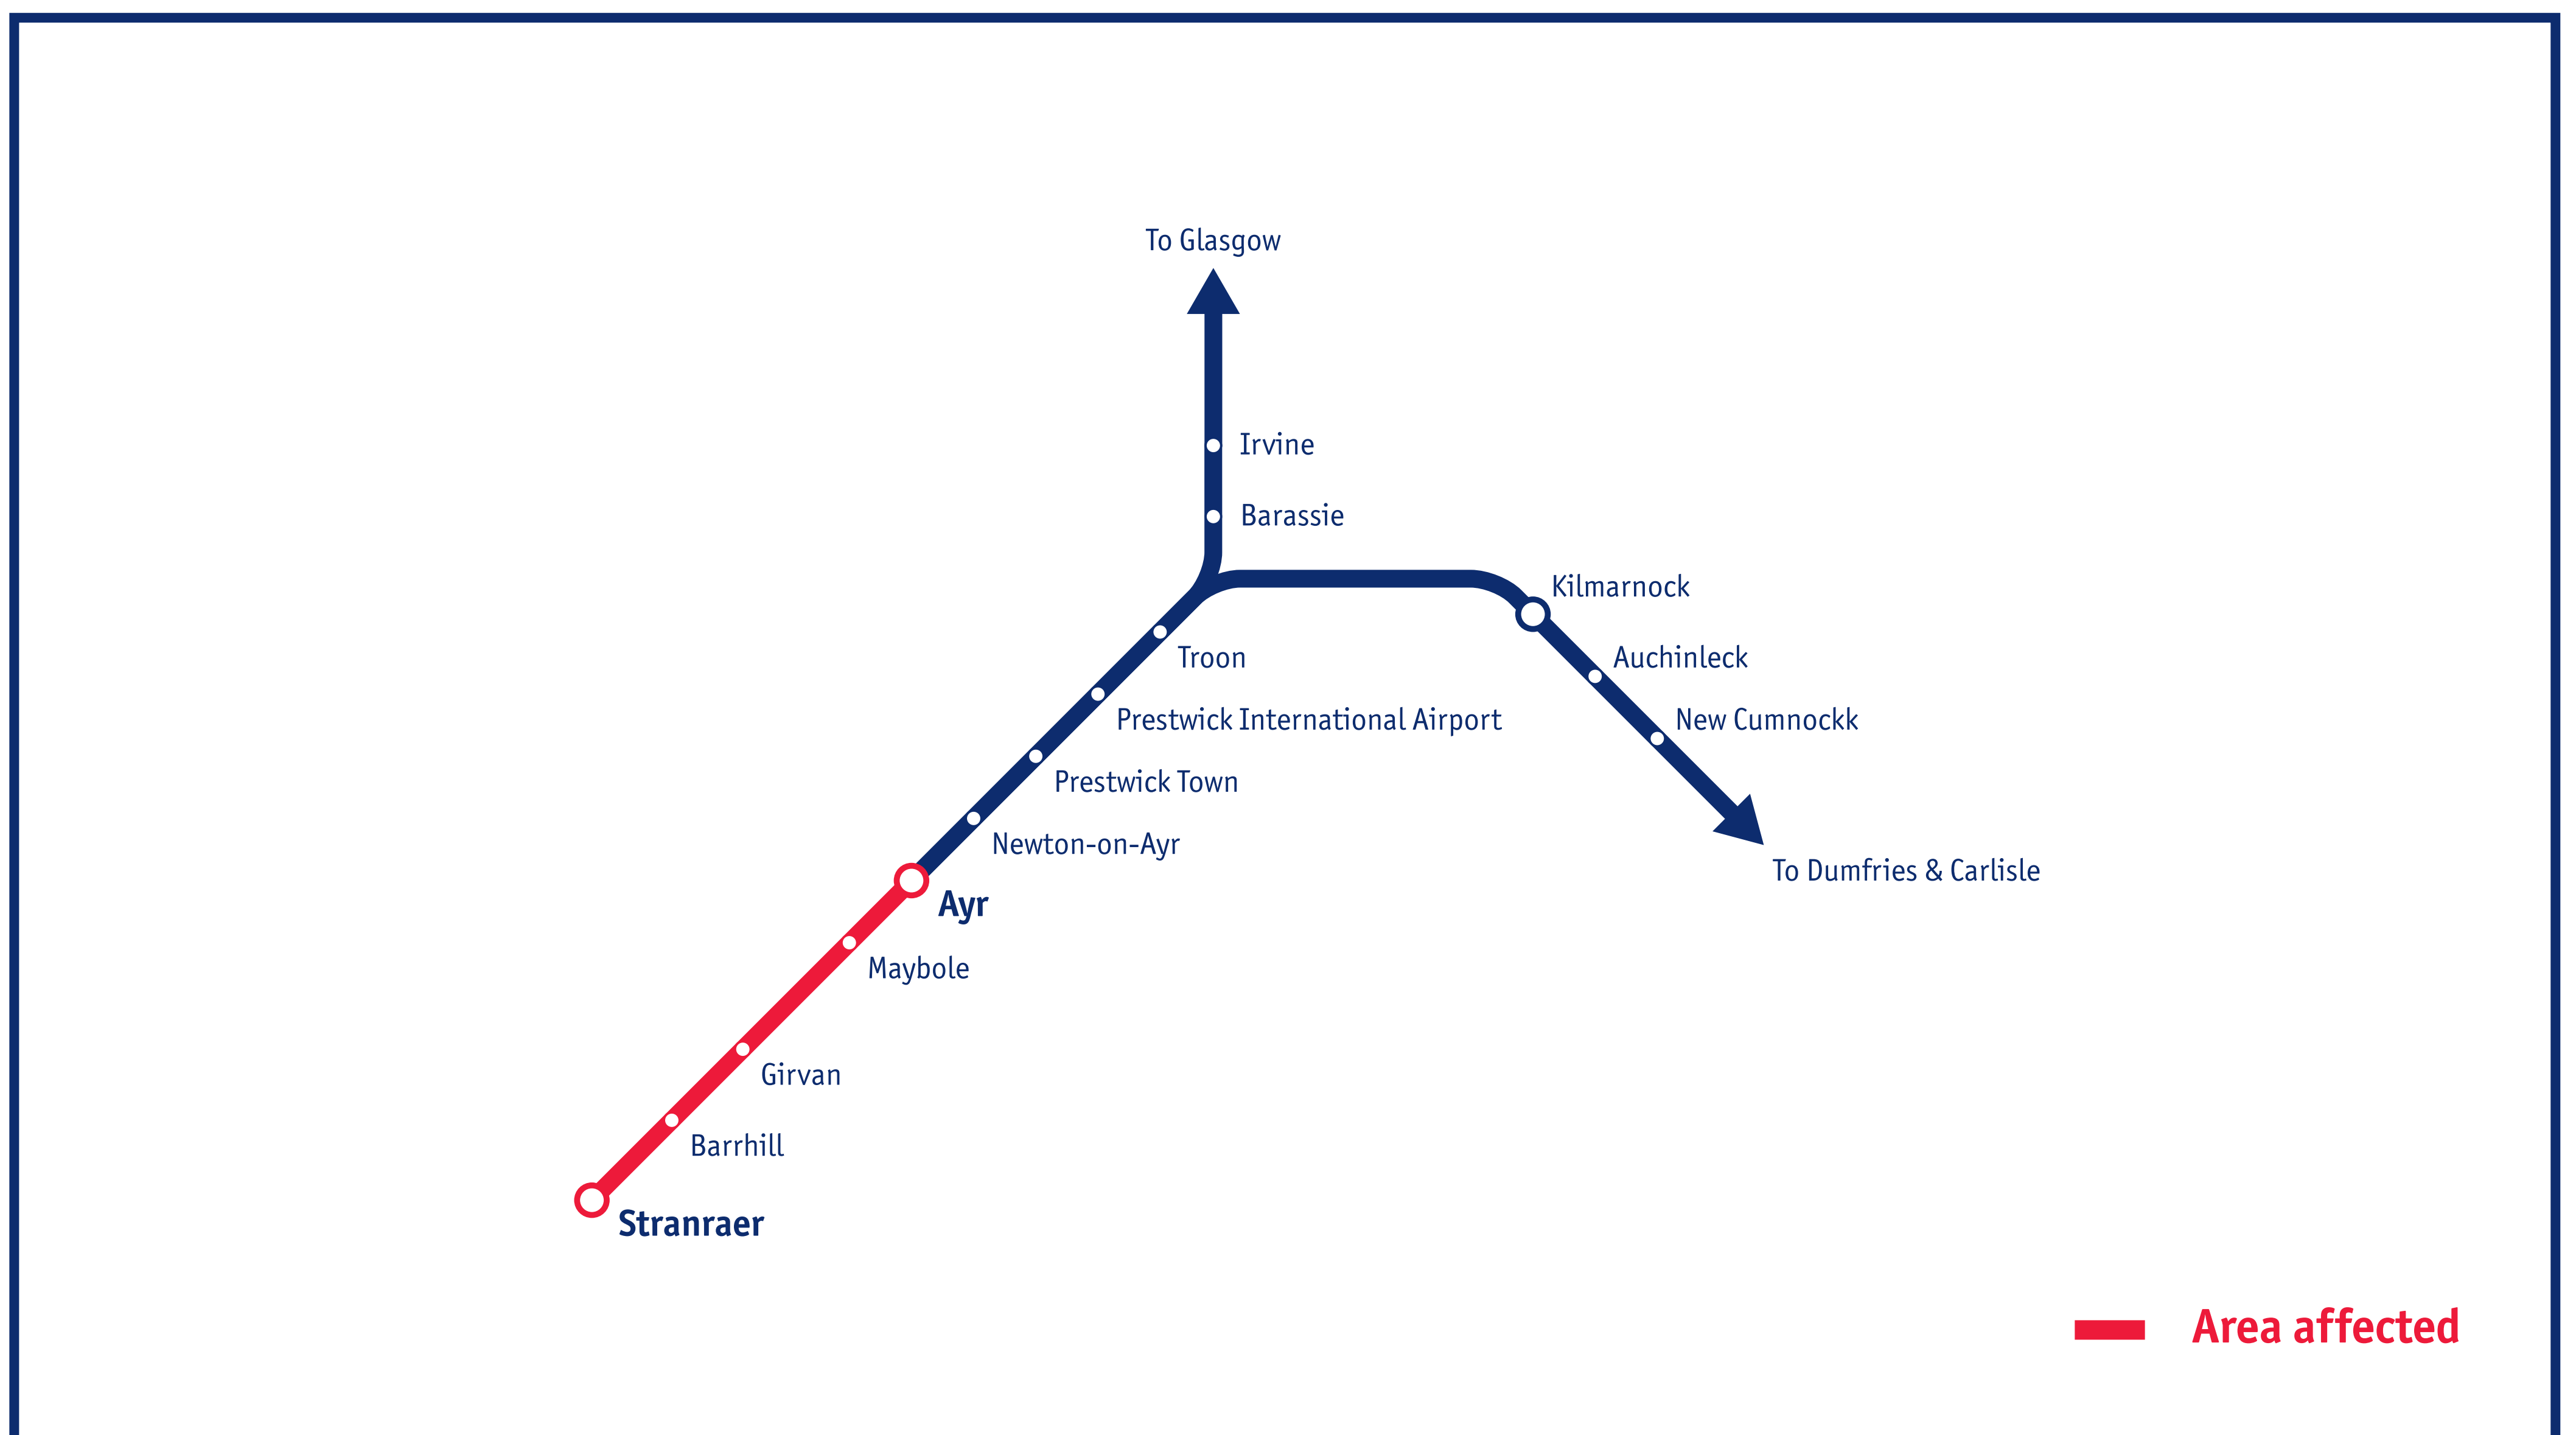 To Glasgow
Irvine
Barassie
Kilmarnock
Auchinleck
Troon
New Cumnockk
Prestwick International Airport
Prestwick Town
Newton-on-Ayr
To Dumfries & Carlisle
Ayr
Maybole
Girvan
Barrhill
Stranraer
Area affected